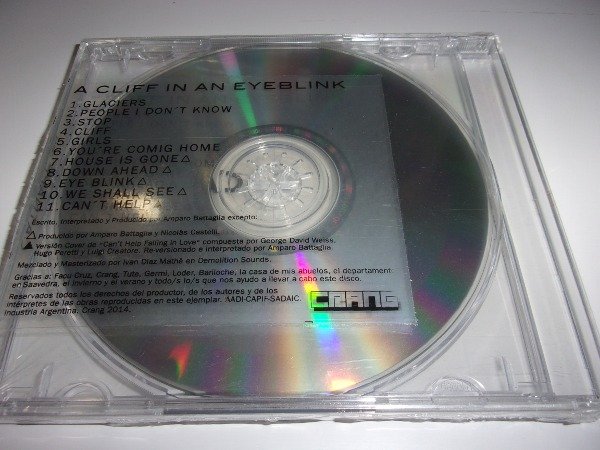 A CLIFF IN AN EYEBLINK
1. GLACIERS
2. PEOPLE I DON'T KNOW
3. STOP
4. CLIFF
5. GIRLS
6. YOU'RE COMIG HOME
7. HOUSE IS GONE △
8. DOWN AHEAD △
9. EYE BLINK △
10. WE SHALL SEE △
11. CAN'T HELP ▲
Escrito, Interpretado y Producido por Amparo Battaglia exepto:
△ Producido por Amparo Battaglia y Nicolás Castelli.
▲ Versión Cover de "Can't Help Falling in Love" compuesta por George David Weiss,
Hugo Peretti y Luigi Creatore. Re-versionado e interpretado por Amparo Battaglia.
Mezclado y Masterizado por Ivan Diaz Mathé en Demolition Sounds.
Gracias a: Facu Cruz, Crang, Tuta, Germi, Loder, Bariloche, la casa de mis abuelos, el departament-
en Saavedra, el invierno y el verano y todo/s lo/s que nos ayudo a llevar a cabo este disco.
Reservados todos los derechos del productor, de los autores y de los
intérpretes de las obras reproducidas en este ejemplar. AADI-CAPIF-SADAIC.
Industria Argentina. Crang 2014.
CRANG